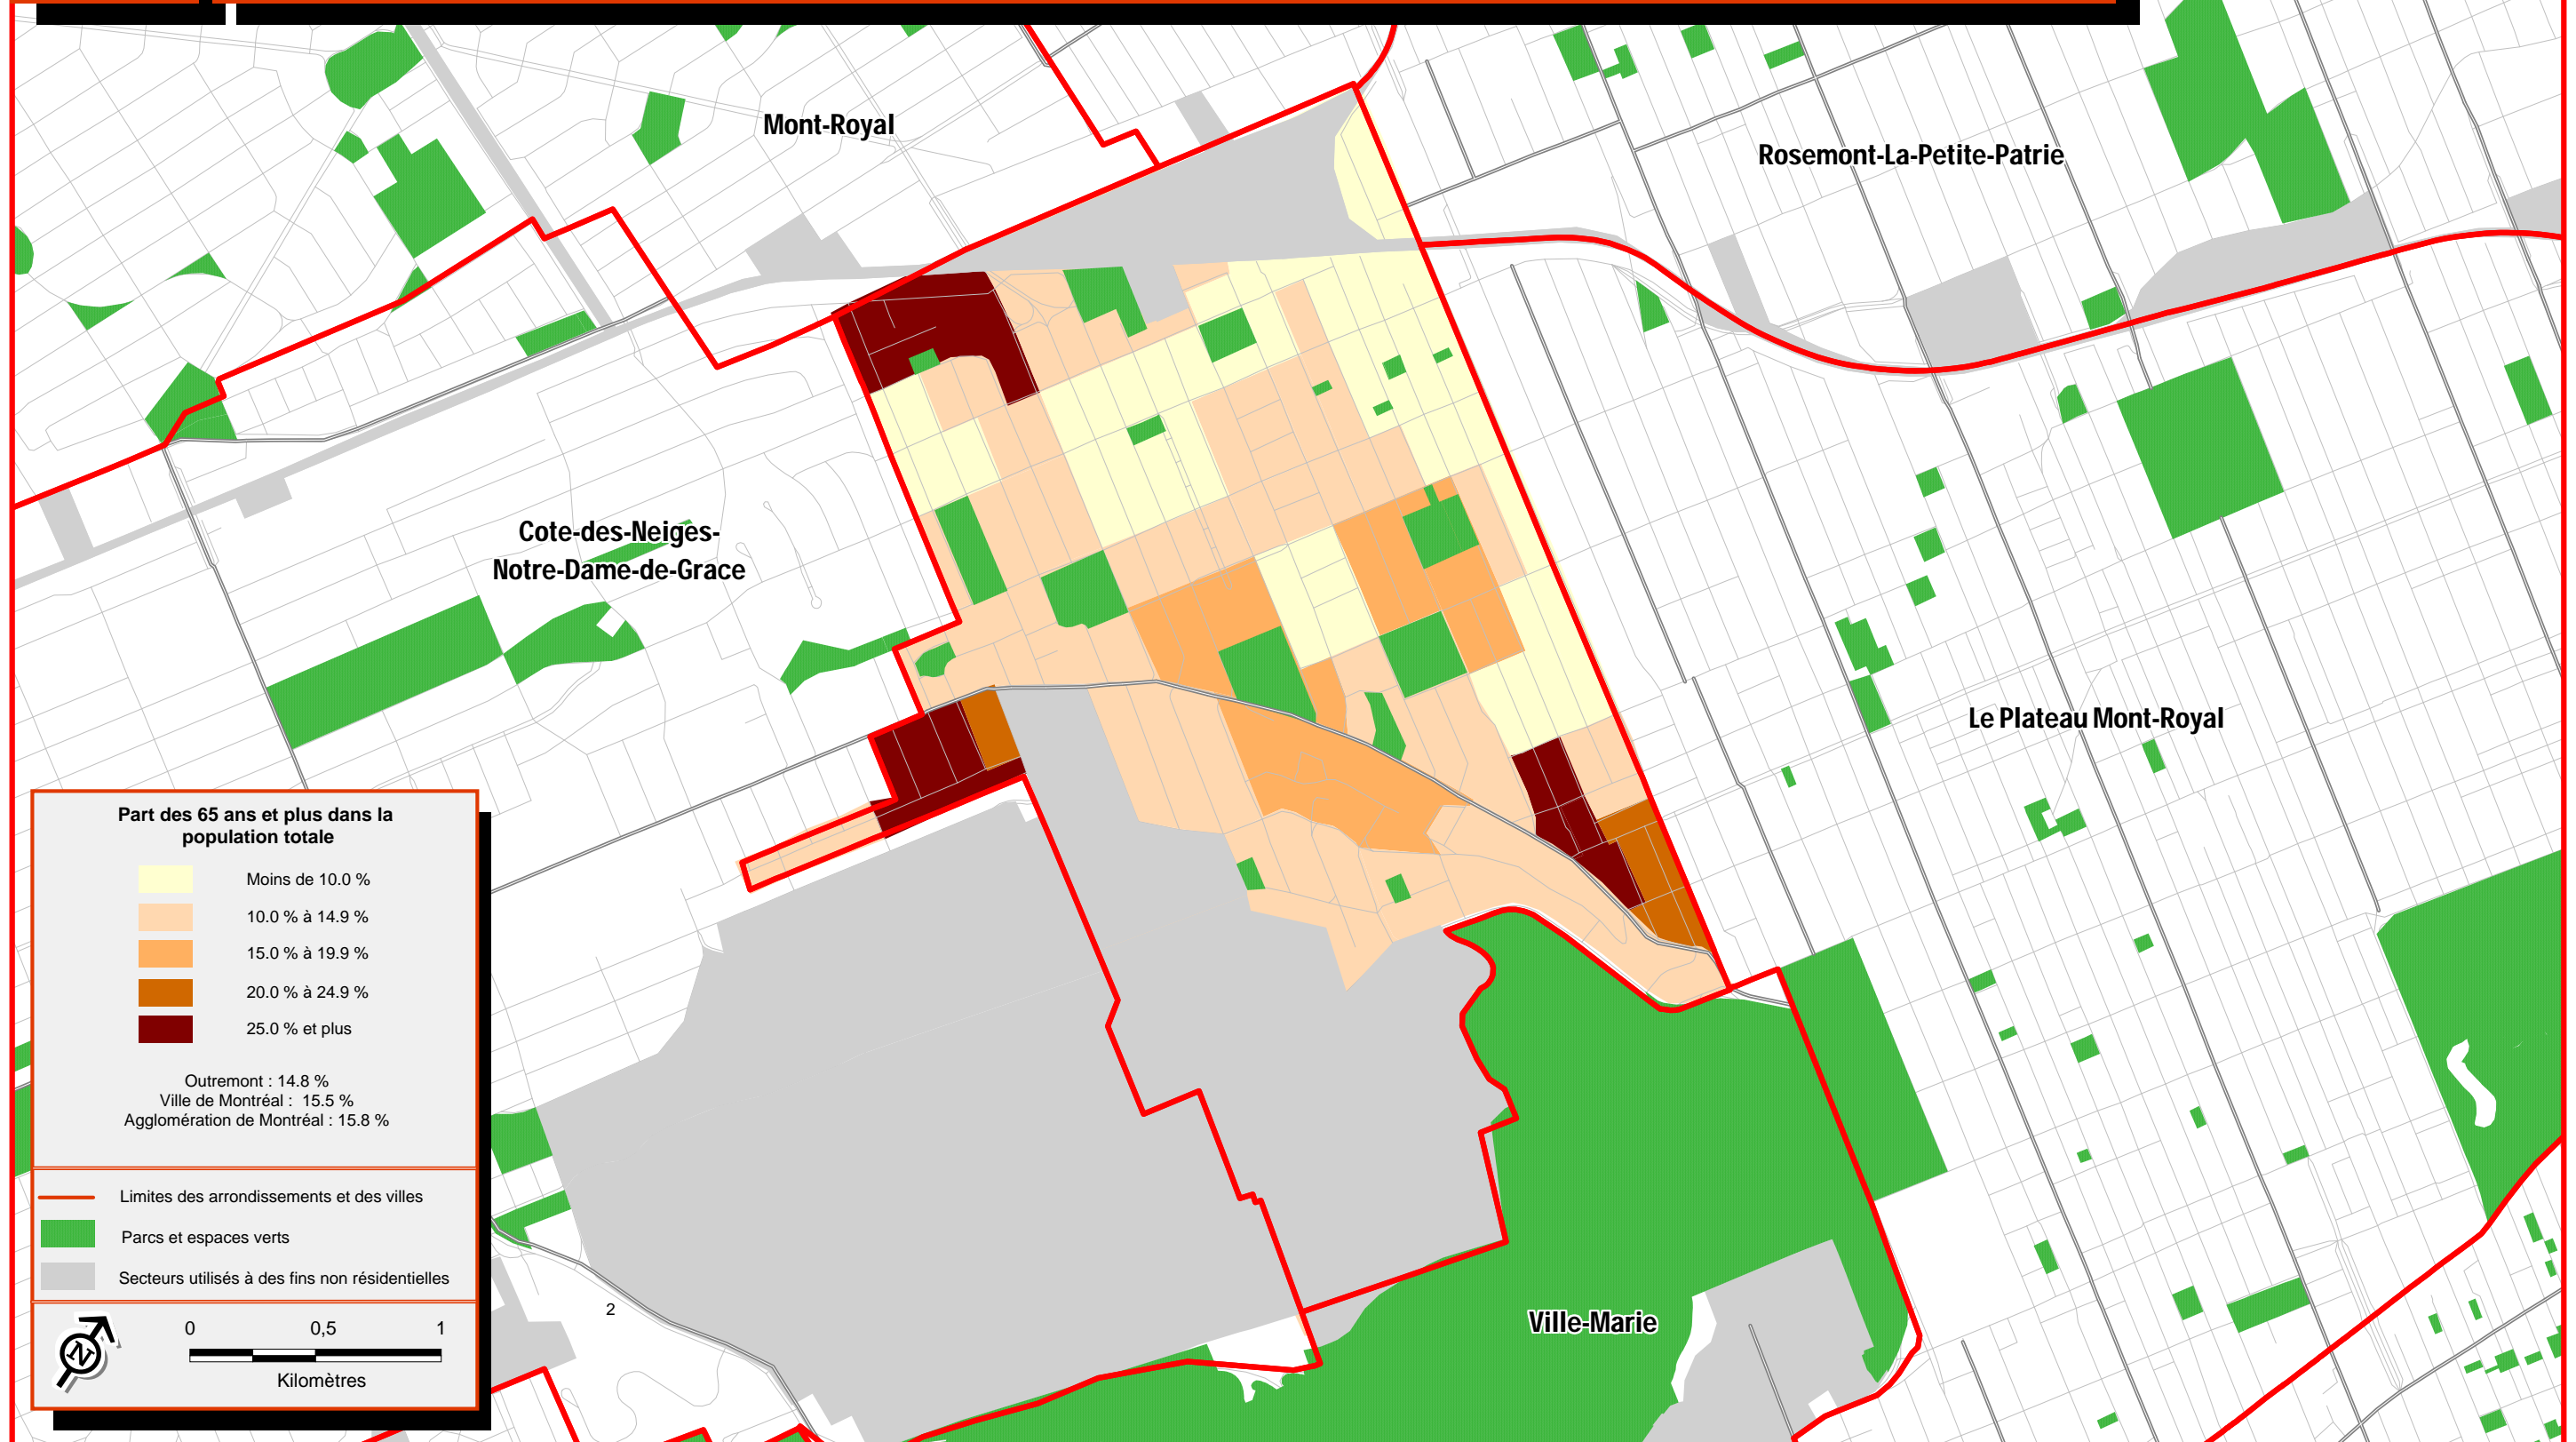 Mont-Royal
Rosemont-La-Petite-Patrie
Cote-des-Neiges-
Notre-Dame-de-Grace
Le Plateau Mont-Royal
Ville-Marie
Part des 65 ans et plus dans la
population totale
Moins de 10.0 %
10.0 % à 14.9 %
15.0 % à 19.9 %
20.0 % à 24.9 %
25.0 % et plus
Outremont : 14.8 %
Ville de Montréal : 15.5 %
Agglomération de Montréal : 15.8 %
Limites des arrondissements et des villes
Parcs et espaces verts
Secteurs utilisés à des fins non résidentielles
N
0 0,5 1
Kilomètres
2